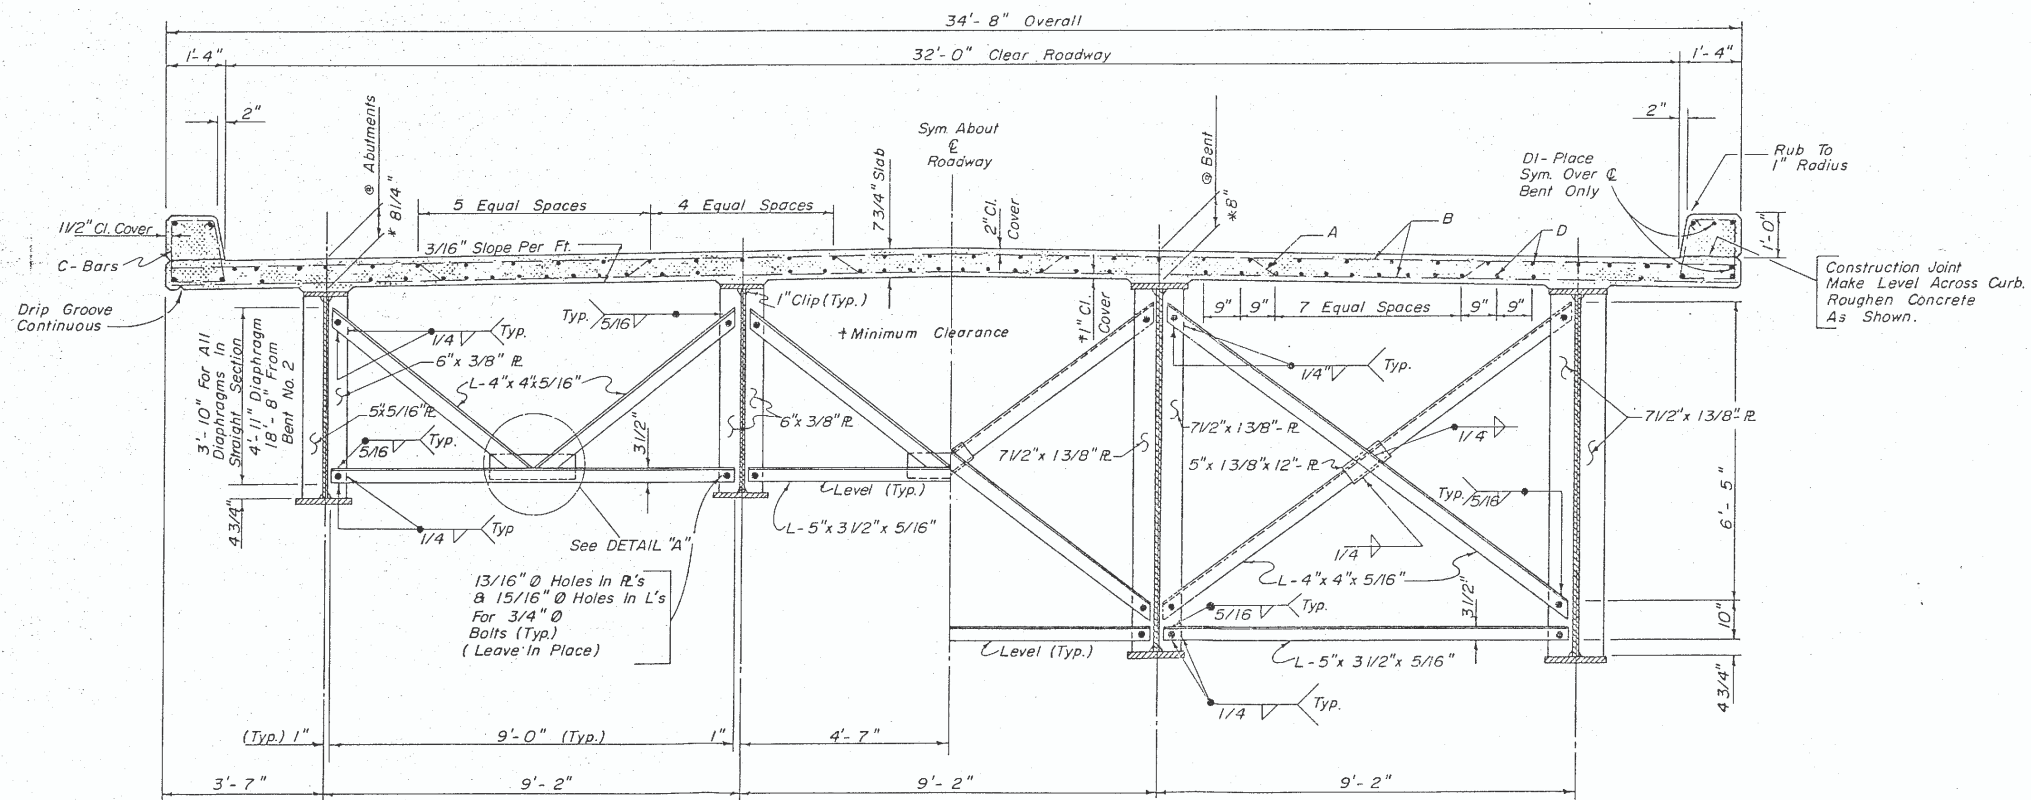 34'- 8" Overall
1'- 4"
32'- 0" Clear Roadway
1'- 4"
2"
@ Abutments
* 8 1/4"
Sym. About
℄
Roadway
@ Bent
* 8"
2"
D1- Place
Sym. Over ℄
Bent Only
Rub To
1" Radius
5 Equal Spaces
4 Equal Spaces
7 3/4" Slab
2" Cl.
Cover
1 1/2" Cl. Cover
3/16" Slope Per Ft.
A
B
D
1'- 0"
C- Bars
Construction Joint
Make Level Across Curb.
Roughen Concrete
As Shown.
Drip Groove
Continuous
1" Clip (Typ.)
† Minimum Clearance
*1" Cl.
Cover
9"
9"
7 Equal Spaces
9"
9"
3'- 10" For All
Diaphragms In
Straight Section
4'- 11" Diaphragm
18'- 8" From
Bent No. 2
1/4
Typ.
Typ.
5/16
6" x 3/8" ℞
L- 4" x 4" x 5/16"
5" x 5/16" ℞
5/16
Typ.
3 1/2"
6" x 3/8" ℞
1/4"
Typ.
7 1/2" x 1 3/8"- ℞
7 1/2" x 1 3/8"- ℞
7 1/2" x 1 3/8" ℞
1/4
5" x 1 3/8" x 12"- ℞
Typ.
5/16
6'- 5"
Level (Typ.)
L- 5" x 3 1/2" x 5/16"
4 3/4"
1/4
Typ
See DETAIL "A"
1/4
13/16" Ø Holes In ℞'s
& 15/16" Ø Holes In L's
For 3/4" Ø
Bolts (Typ.)
( Leave In Place)
L- 4" x 4" x 5/16"
3 1/2"
5/16
Typ.
10"
Level (Typ.)
L- 5" x 3 1/2" x 5/16"
4 3/4"
1/4
Typ.
(Typ.) 1"
9'- 0" (Typ.)
1"
4'- 7"
3'- 7"
9'- 2"
9'- 2"
9'- 2"